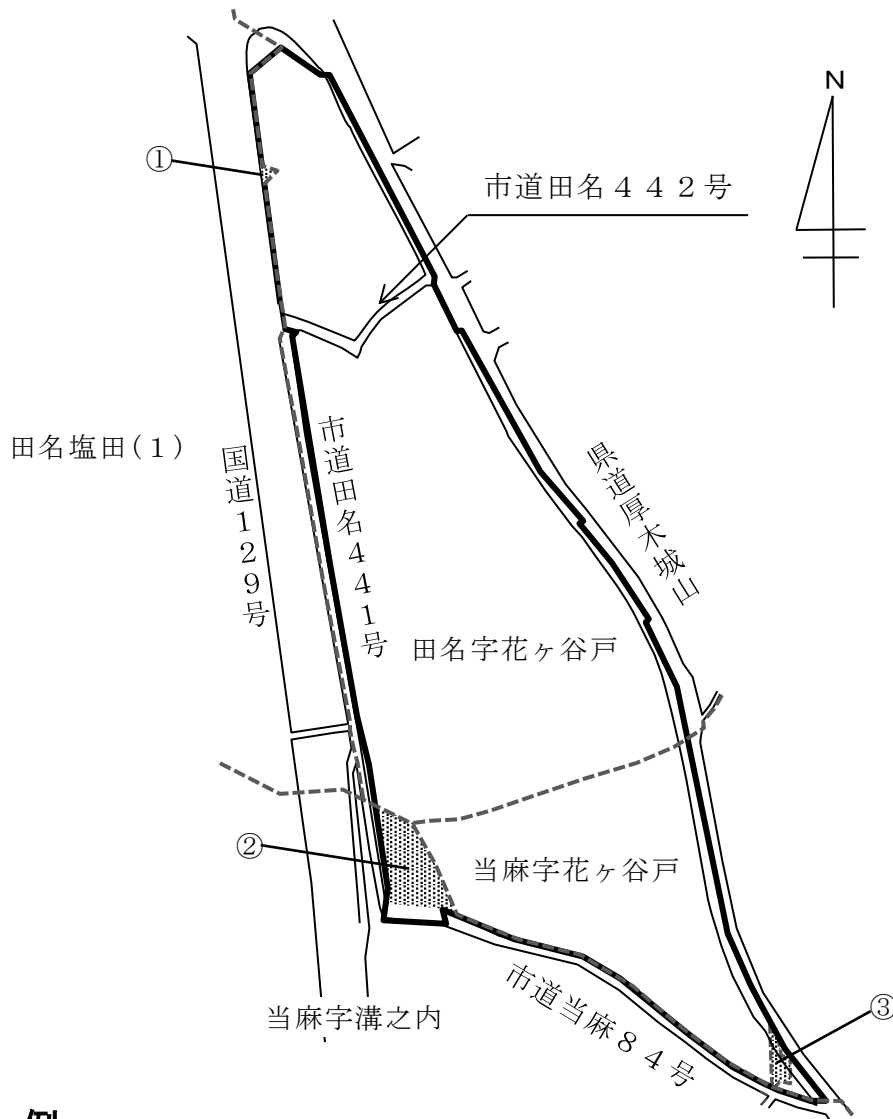 N
①
市道田名４４２号
田名塩田(１)
国道１２９号
市道田名４４１号
県道厚木城山
田名字花ヶ谷戸
②
当麻字花ヶ谷戸
③
当麻字溝之内
市道当麻８４号
例